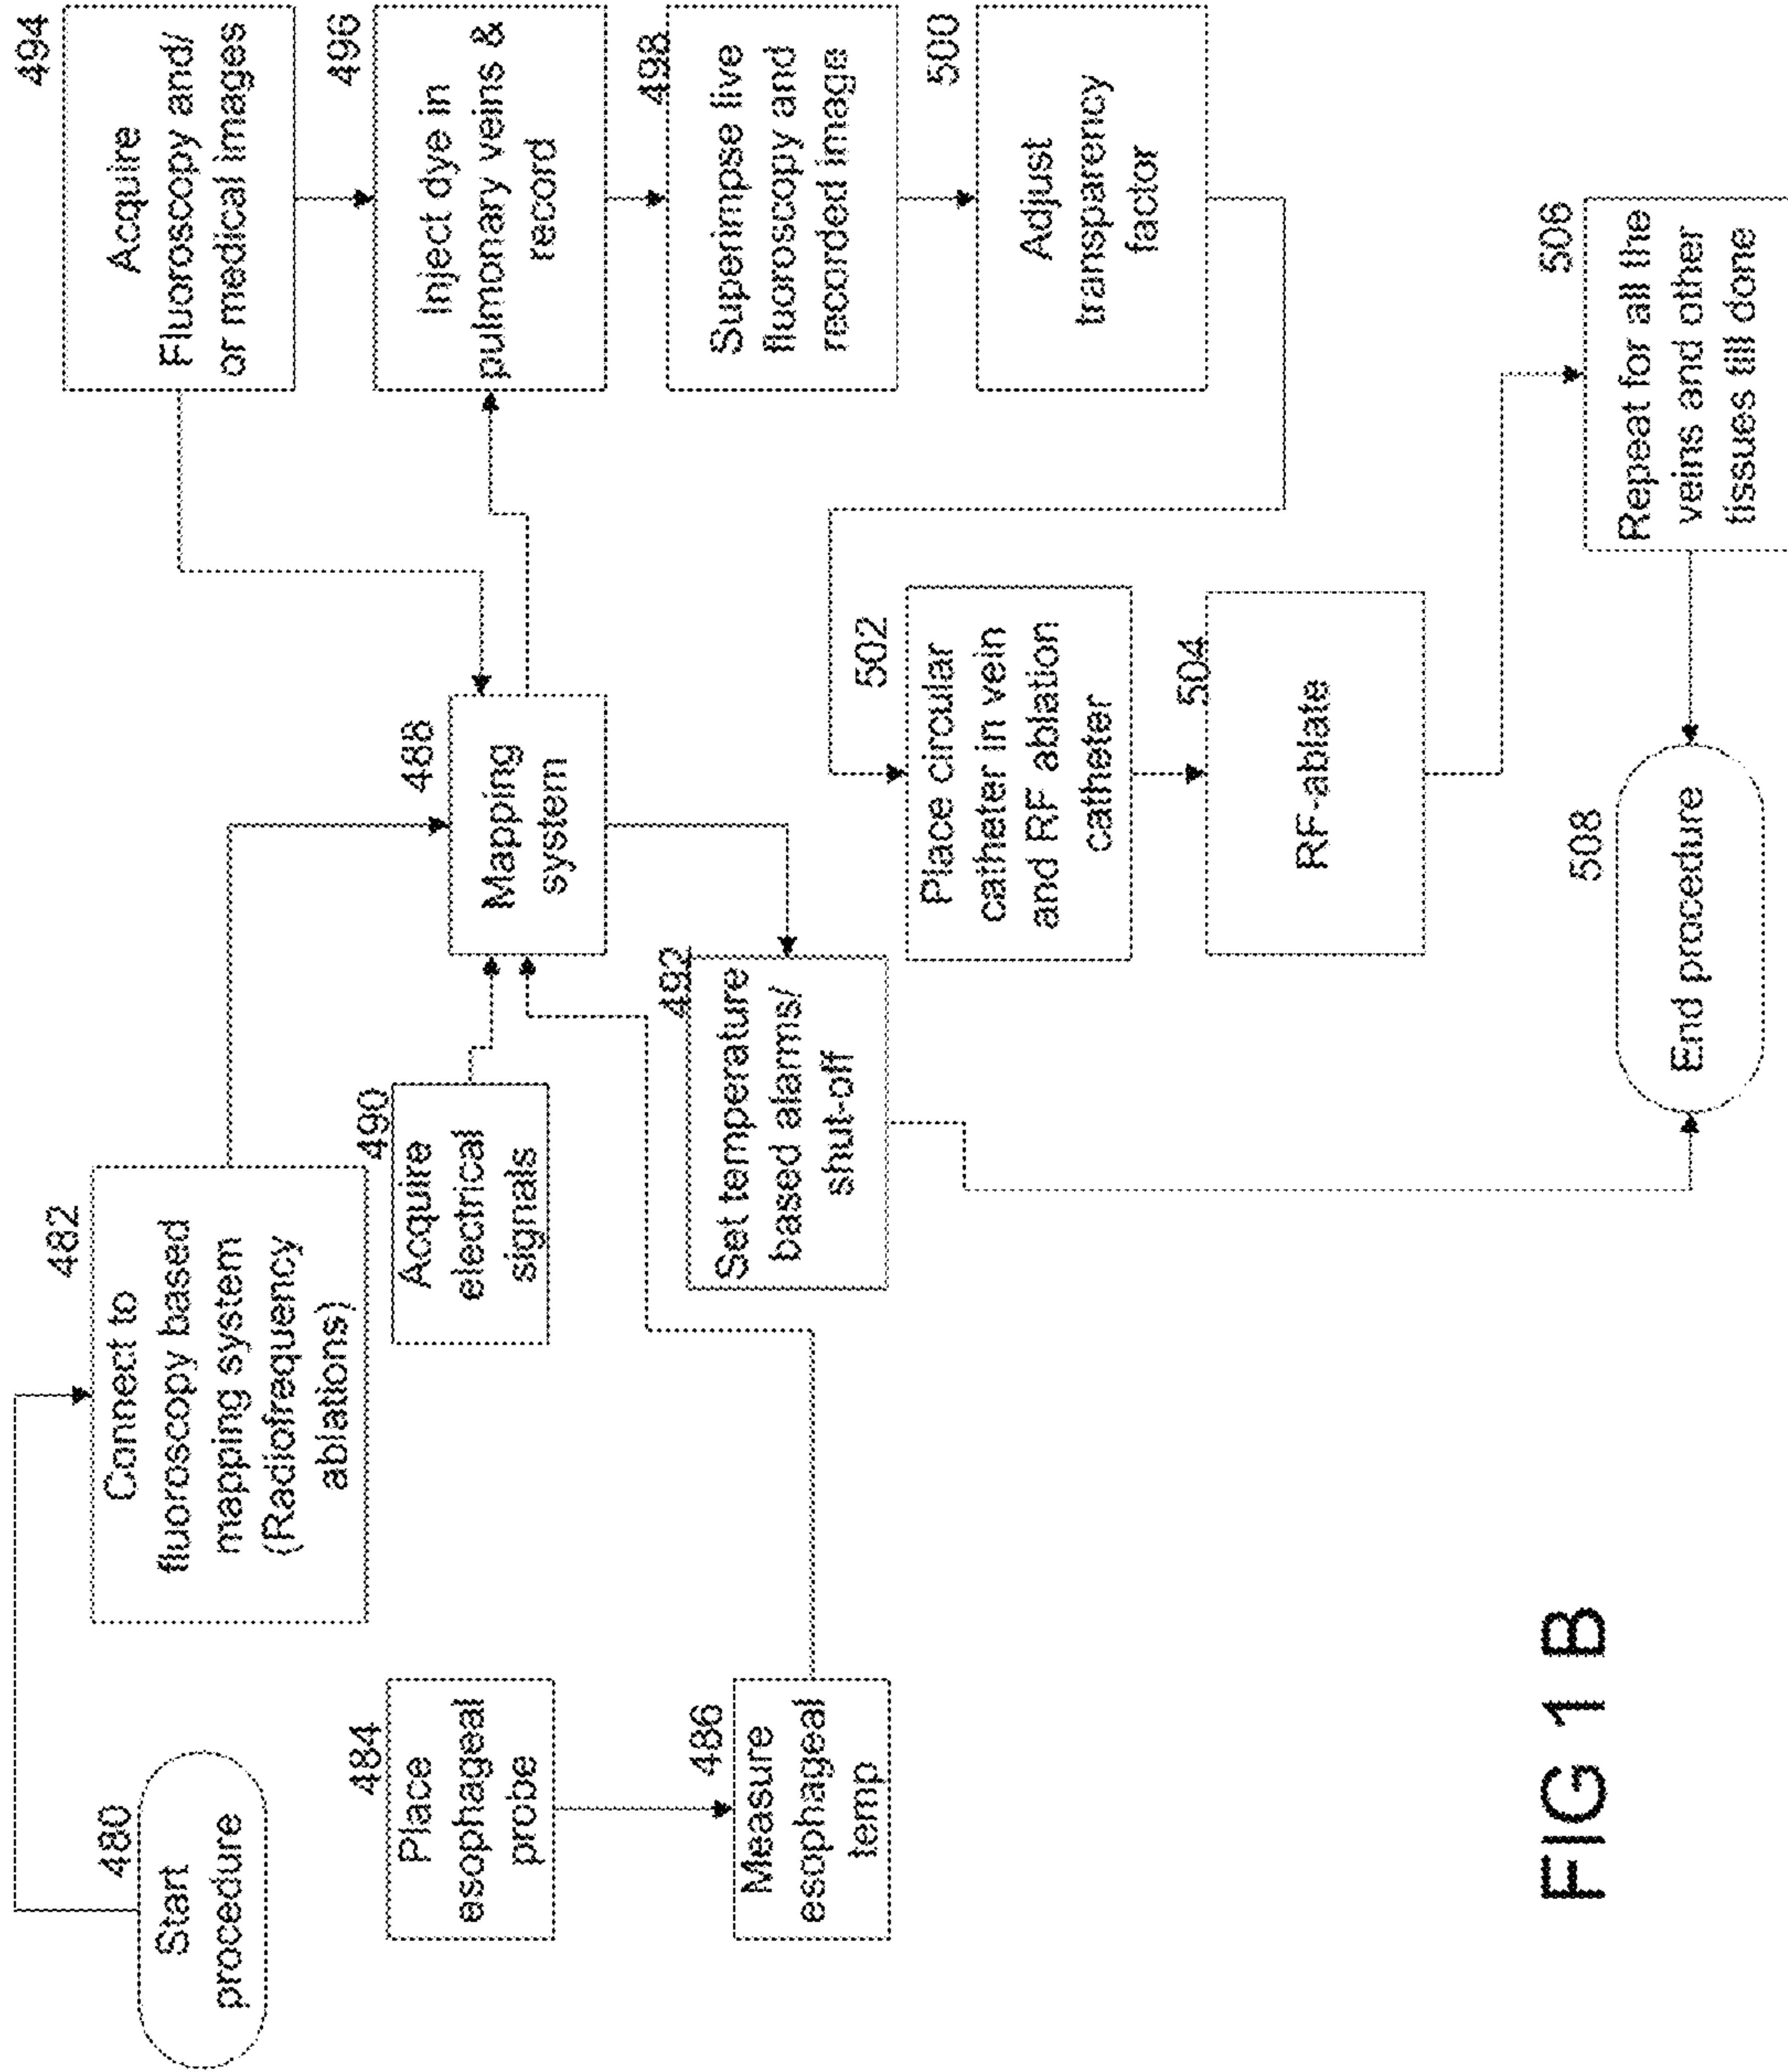 480
Start
procedure
482
Connect to
fluoroscopy based
mapping system
(Radiofrequency
ablations)
484
Place
esophageal
probe
486
Measure
esophageal
temp
488
Mapping
system
490
Acquire
electrical
signals
492
Set temperature
based alarms/
shut-off
494
Acquire
Fluoroscopy and/
or medical images
496
Inject dye in
pulmonary veins &
record
498
Superimpse live
fluoroscopy and
recorded image
500
Adjust
transparency
factor
502
Place circular
catheter in vein
and RF ablation
catheter
504
RF-ablate
506
Repeat for all the
veins and other
tissues till done
508
End procedure
FIG 1 B